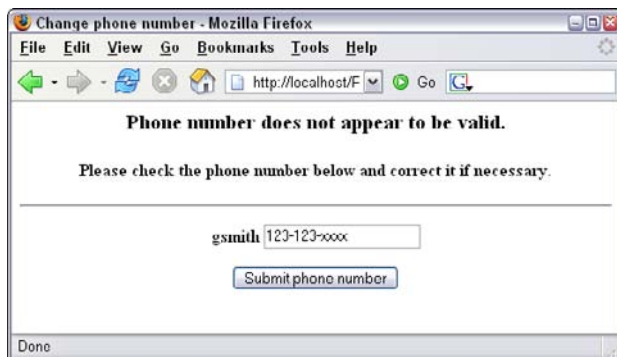 Change phone number - Mozilla Firefox
File Edit View Go Bookmarks Tools Help
http://localhost/F Go G
Phone number does not appear to be valid.
Please check the phone number below and correct it if necessary.
gsmith 123-123-xxxx
Submit phone number
Done